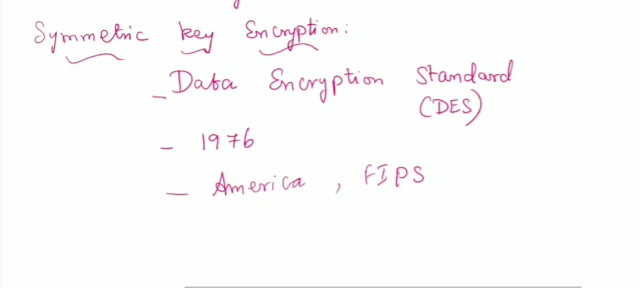 Symmetric key Encryption:
- Data Encryption Standard
(DES)
- 1976
- America, FIPS